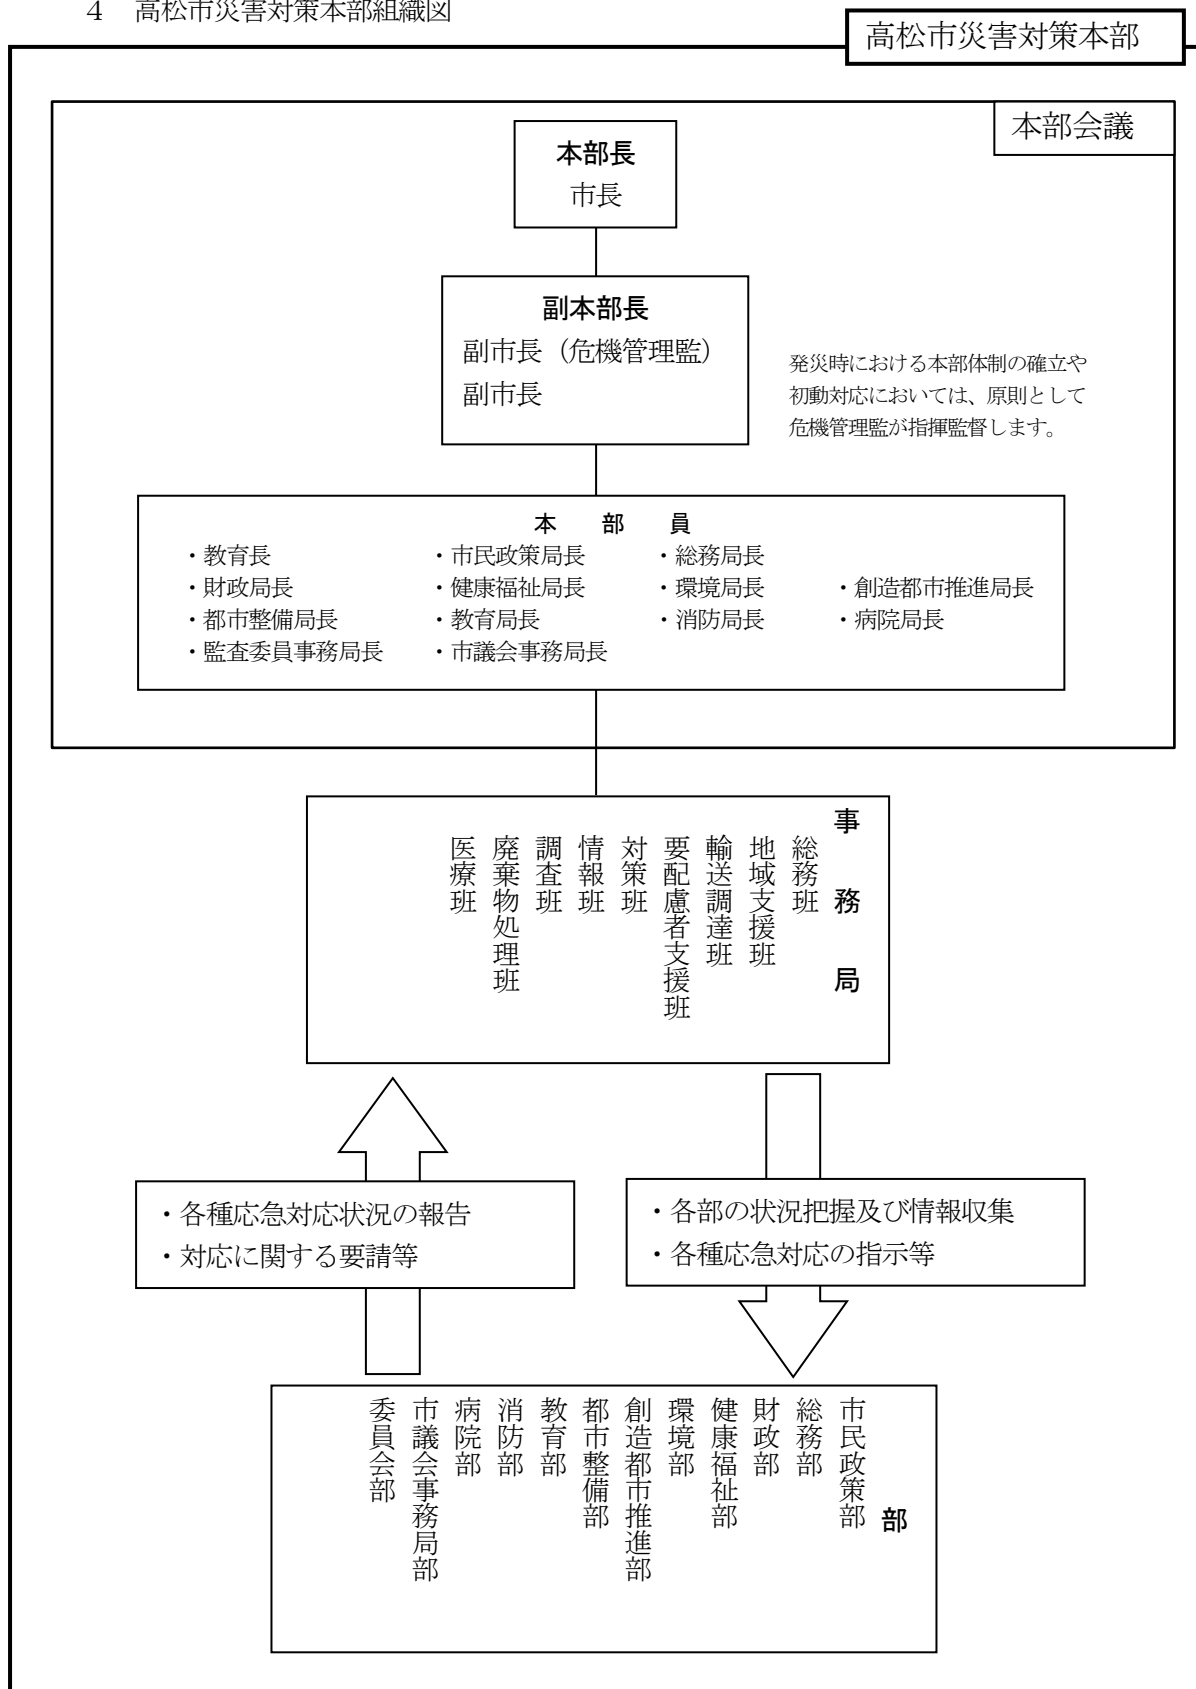 ４　高松市災害対策本部組織図
高松市災害対策本部
本部会議
本部長
市長
副本部長
副市長（危機管理監）
副市長
発災時における本部体制の確立や
初動対応においては、原則として
危機管理監が指揮監督します。
本　部　員
・教育長　・市民政策局長　・総務局長
・財政局長　・健康福祉局長　・環境局長　・創造都市推進局長
・都市整備局長　・教育局長　・消防局長　・病院局長
・監査委員事務局長　・市議会事務局長
事　務　局
総務班
地域支援班
輸送調達班
要配慮者支援班
対策班
情報班
調査班
廃棄物処理班
医療班
・各種応急対応状況の報告
・対応に関する要請等
・各部の状況把握及び情報収集
・各種応急対応の指示等
部
市民政策部
総務部
財政部
健康福祉部
環境部
創造都市推進部
都市整備部
教育部
消防部
病院部
市議会事務局部
委員会部